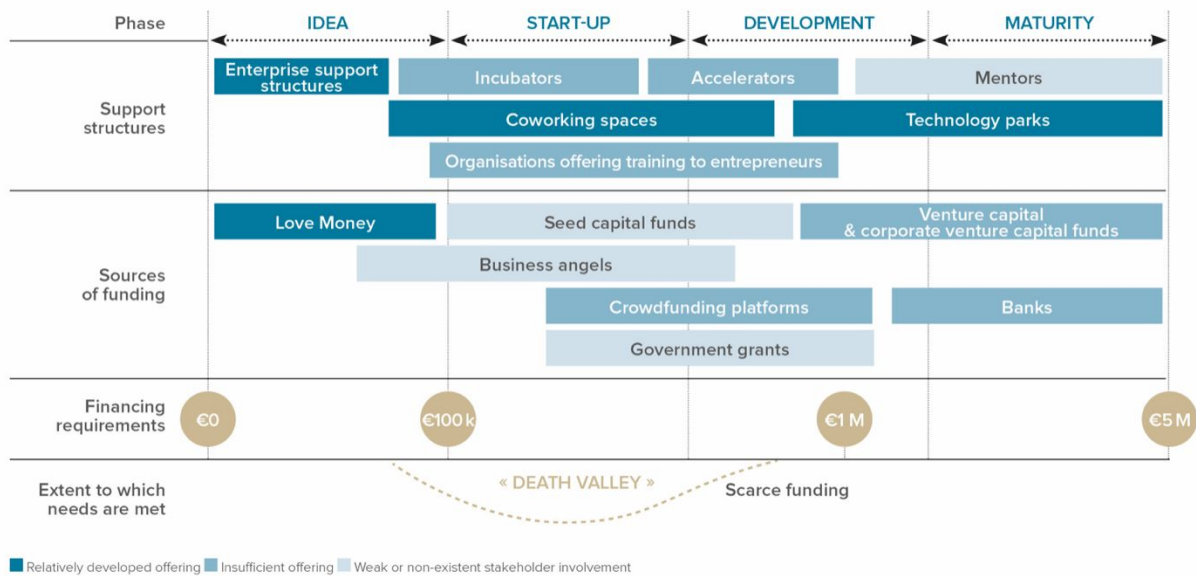 Phase
IDEA
START-UP
DEVELOPMENT
MATURITY
Support
structures
Enterprise support
structures
Incubators
Accelerators
Mentors
Coworking spaces
Technology parks
Organisations offering training to entrepreneurs
Sources
of funding
Love Money
Seed capital funds
Venture capital
& corporate venture capital funds
Business angels
Crowdfunding platforms
Banks
Government grants
Financing
requirements
€0
€100 k
€1 M
€5 M
Extent to which
needs are met
« DEATH VALLEY »
Scarce funding
Relatively developed offering
Insufficient offering
Weak or non-existent stakeholder involvement